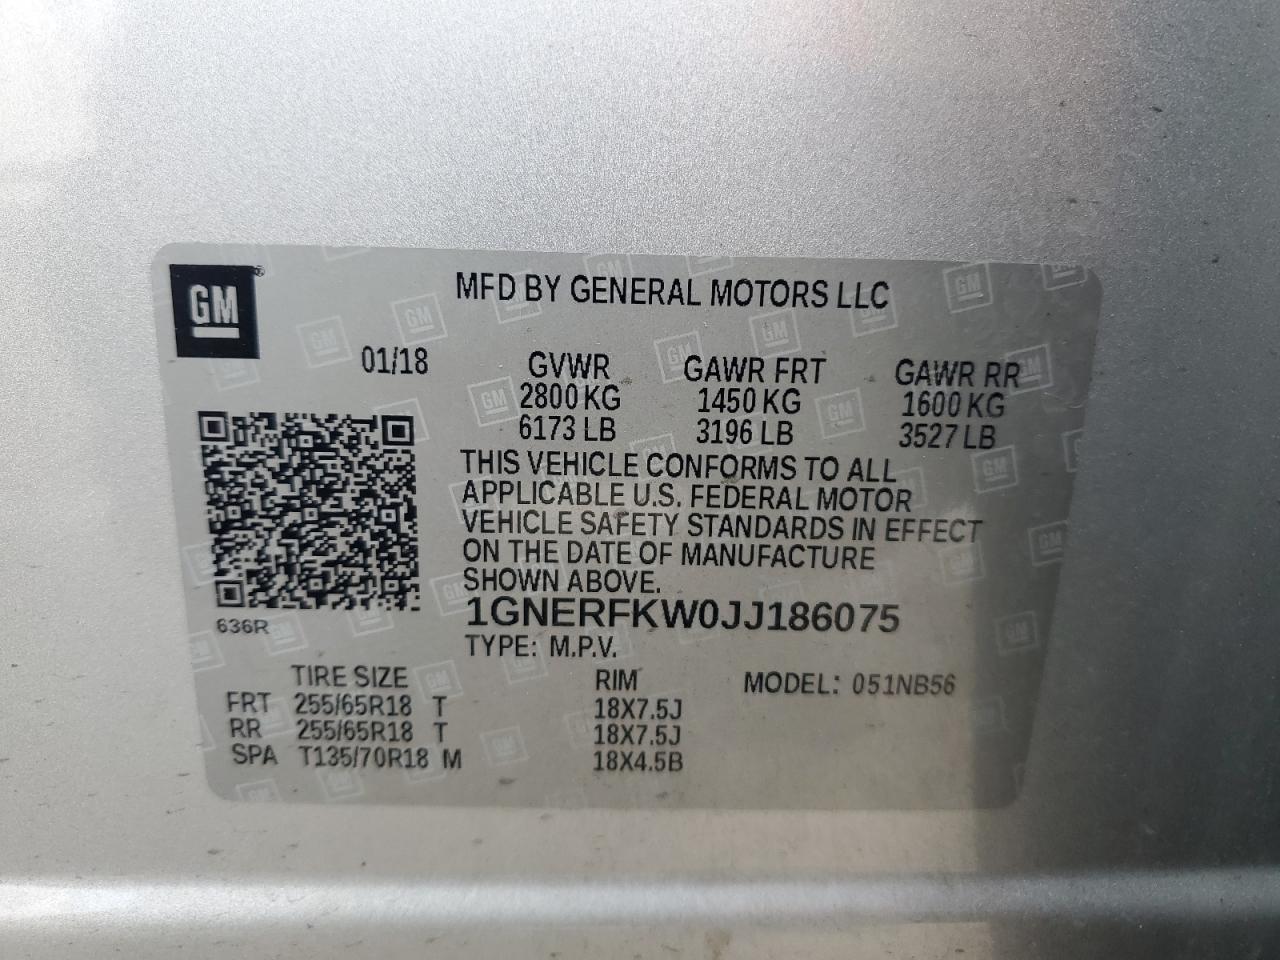 GM
MFD BY GENERAL MOTORS LLC
01/18
GVWR GAWR FRT GAWR RR
2800 KG 1450 KG 1600 KG
6173 LB 3196 LB 3527 LB
THIS VEHICLE CONFORMS TO ALL
APPLICABLE U.S. FEDERAL MOTOR
VEHICLE SAFETY STANDARDS IN EFFECT
ON THE DATE OF MANUFACTURE
SHOWN ABOVE.
1GNERFKW0JJ186075
636R
TYPE: M.P.V.
TIRE SIZE RIM MODEL: 051NB56
FRT 255/65R18 T 18X7.5J
RR 255/65R18 T 18X7.5J
SPA T135/70R18 M 18X4.5B